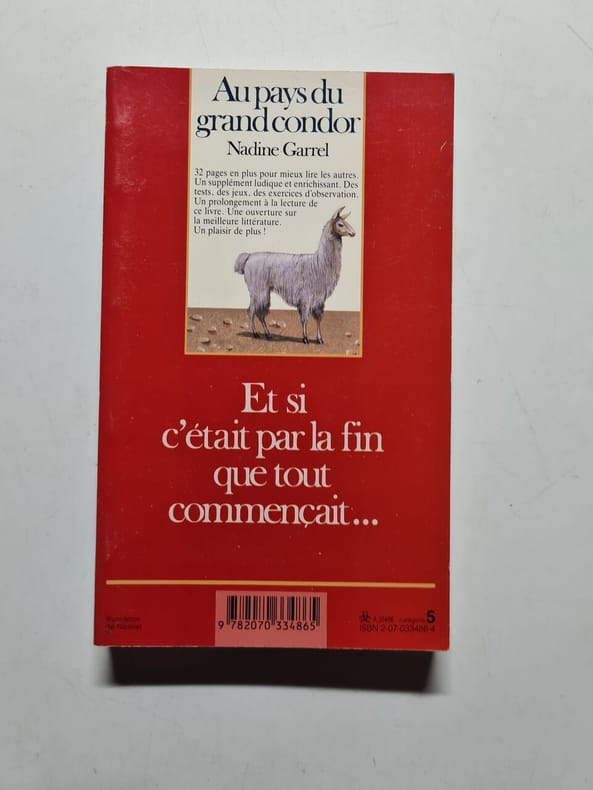 Au pays du
grand condor
Nadine Garrel
32 pages en plus pour mieux lire les autres.
Un supplément ludique et enrichissant. Des
tests, des jeux, des exercices d'observation.
Un prolongement à la lecture de
ce livre. Une ouverture sur
la meilleure littérature.
Un plaisir de plus !
Et si
c'était par la fin
que tout
commençait...
9 782070 334865
catégorie 5
ISBN 2-07-033486-4